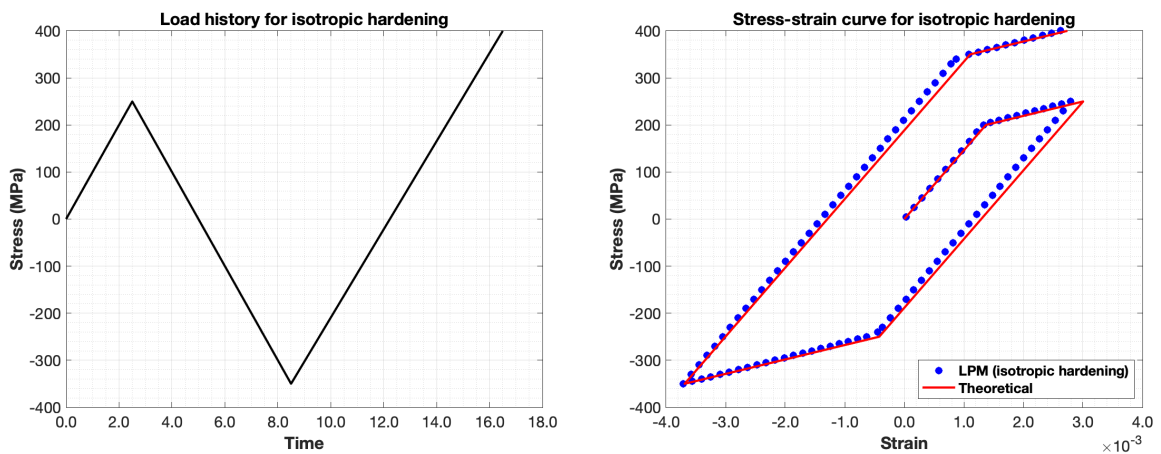 Load history for isotropic hardening
400
300
200
100
0
-100
-200
-300
-400
Stress (MPa)
0.0 2.0 4.0 6.0 8.0 10.0 12.0 14.0 16.0 18.0
Time
Stress-strain curve for isotropic hardening
400
300
200
100
0
-100
-200
-300
-400
Stress (MPa)
LPM (isotropic hardening)
Theoretical
-4.0 -3.0 -2.0 -1.0 0.0 1.0 2.0 3.0 4.0
Strain
×10⁻³